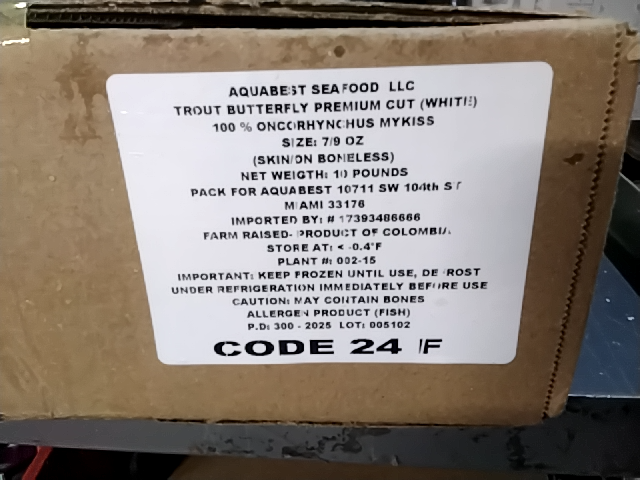 AQUABEST SEAFOOD LLC
TROUT BUTTERFLY PREMIUM CUT (WHITE)
100 % ONCORHYNCHUS MYKISS
SIZE: 7/9 OZ
(SKIN/ON BONELESS)
NET WEIGTH: 10 POUNDS
PACK FOR AQUABEST 10711 SW 104th ST
MIAMI 33176
IMPORTED BY: # 17393486666
FARM RAISED- PRODUCT OF COLOMBIA
STORE AT: < -0.4°F
PLANT #: 002-15
IMPORTANT: KEEP FROZEN UNTIL USE, DEFROST
UNDER REFRIGERATION IMMEDIATELY BEFORE USE
CAUTION: MAY CONTAIN BONES
ALLERGEN PRODUCT (FISH)
P.D: 300 - 2025 LOT: 005102
CODE 24